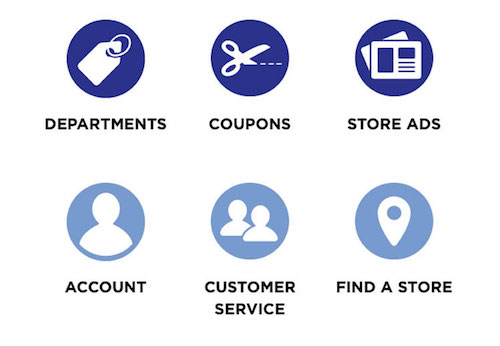 DEPARTMENTS
COUPONS
STORE ADS
ACCOUNT
CUSTOMER
SERVICE
FIND A STORE